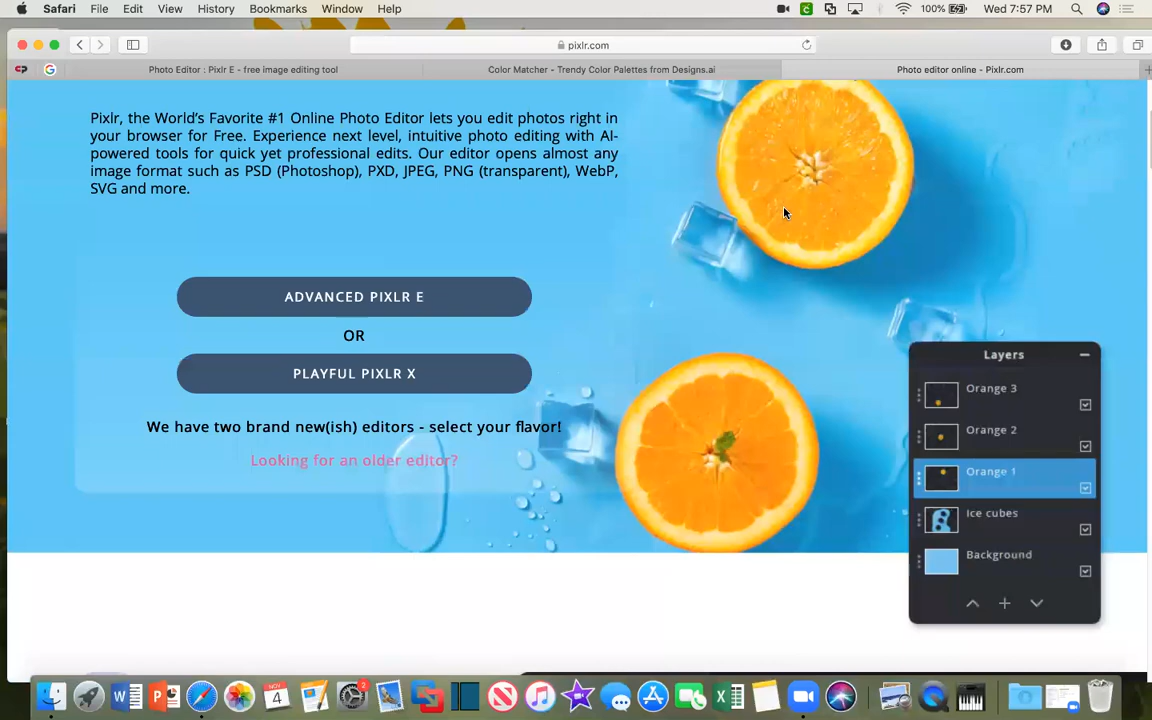 Safari File Edit View History Bookmarks Window Help 100% Wed 7:57 PM
pixlr.com
Photo Editor : Pixlr E - free image editing tool
Color Matcher - Trendy Color Palettes from Designs.ai
Photo editor online - Pixlr.com
Pixlr, the World's Favorite #1 Online Photo Editor lets you edit photos right in
your browser for Free. Experience next level, intuitive photo editing with AI-
powered tools for quick yet professional edits. Our editor opens almost any
image format such as PSD (Photoshop), PXD, JPEG, PNG (transparent), WebP,
SVG and more.
ADVANCED PIXLR E
OR
PLAYFUL PIXLR X
We have two brand new(ish) editors - select your flavor!
Looking for an older editor?
Layers
Orange 3
Orange 2
Orange 1
Ice cubes
Background
NOV
4
2